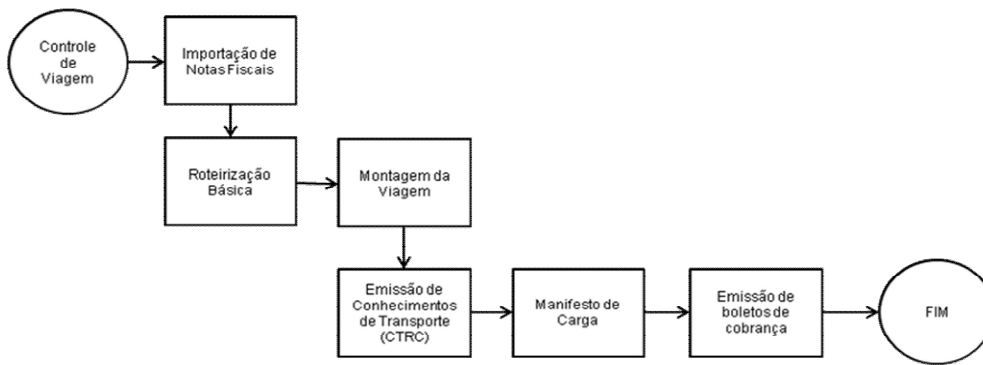 Controle
de
Viagem
Importação de
Notas Fiscais
Roteirização
Básica
Montagem da
Viagem
Emissão de
Conhecimentos
de Transporte
(CTRC)
Manifesto de
Carga
Emissão de
boletos de
cobrança
FIM